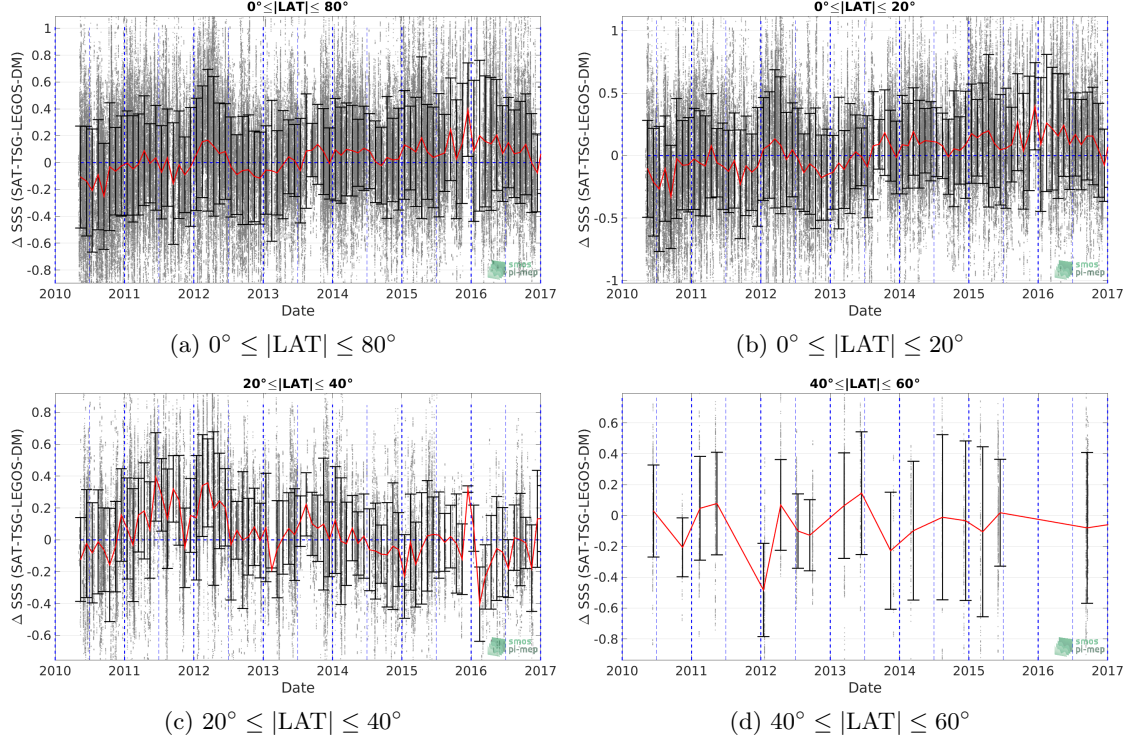 0°≤|LAT|≤ 80°
Δ SSS (SAT-TSG-LEGOS-DM)
1
0.8
0.6
0.4
0.2
0
-0.2
-0.4
-0.6
-0.8
2010 2011 2012 2013 2014 2015 2016 2017
Date
smos
pi-mep
(a) 0° ≤ |LAT| ≤ 80°
0°≤|LAT|≤ 20°
Δ SSS (SAT-TSG-LEGOS-DM)
1
0.5
0
-0.5
-1
2010 2011 2012 2013 2014 2015 2016 2017
Date
smos
pi-mep
(b) 0° ≤ |LAT| ≤ 20°
20°≤|LAT|≤ 40°
Δ SSS (SAT-TSG-LEGOS-DM)
0.8
0.6
0.4
0.2
0
-0.2
-0.4
-0.6
2010 2011 2012 2013 2014 2015 2016 2017
Date
smos
pi-mep
(c) 20° ≤ |LAT| ≤ 40°
40°≤|LAT|≤ 60°
Δ SSS (SAT-TSG-LEGOS-DM)
0.6
0.4
0.2
0
-0.2
-0.4
-0.6
-0.8
2010 2011 2012 2013 2014 2015 2016 2017
Date
smos
pi-mep
(d) 40° ≤ |LAT| ≤ 60°